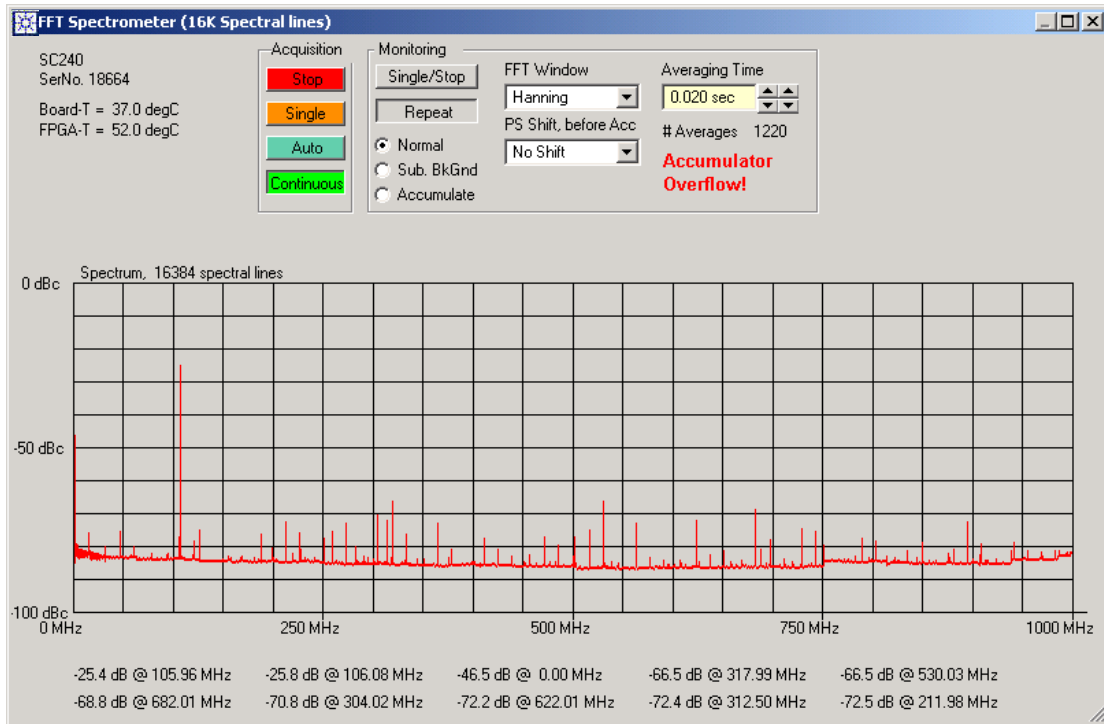 FFT Spectrometer (16K Spectral lines)
SC240
SerNo. 18664
Board-T = 37.0 degC
FPGA-T = 52.0 degC
Acquisition
Stop
Single
Auto
Continuous
Monitoring
Single/Stop
Repeat
Normal
Sub. BkGnd
Accumulate
FFT Window
Hanning
PS Shift, before Acc
No Shift
Averaging Time
0.020 sec
# Averages 1220
Accumulator
Overflow!
Spectrum, 16384 spectral lines
0 dBc
-50 dBc
-100 dBc
0 MHz 250 MHz 500 MHz 750 MHz 1000 MHz
-25.4 dB @ 105.96 MHz -25.8 dB @ 106.08 MHz -46.5 dB @ 0.00 MHz -66.5 dB @ 317.99 MHz -66.5 dB @ 530.03 MHz
-68.8 dB @ 682.01 MHz -70.8 dB @ 304.02 MHz -72.2 dB @ 622.01 MHz -72.4 dB @ 312.50 MHz -72.5 dB @ 211.98 MHz